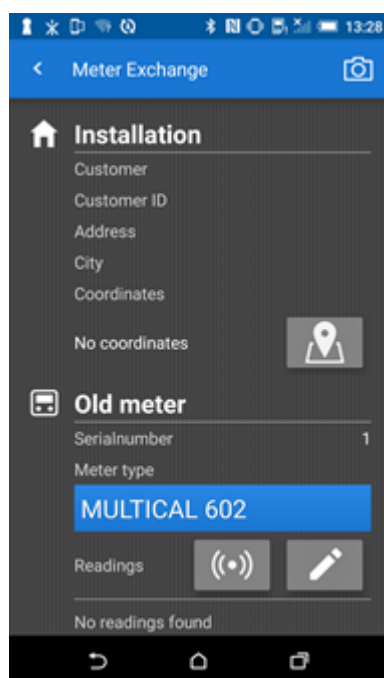 13:28
Meter Exchange
Installation
Customer
Customer ID
Address
City
Coordinates
No coordinates
Old meter
Serialnumber 1
Meter type
MULTICAL 602
Readings
No readings found